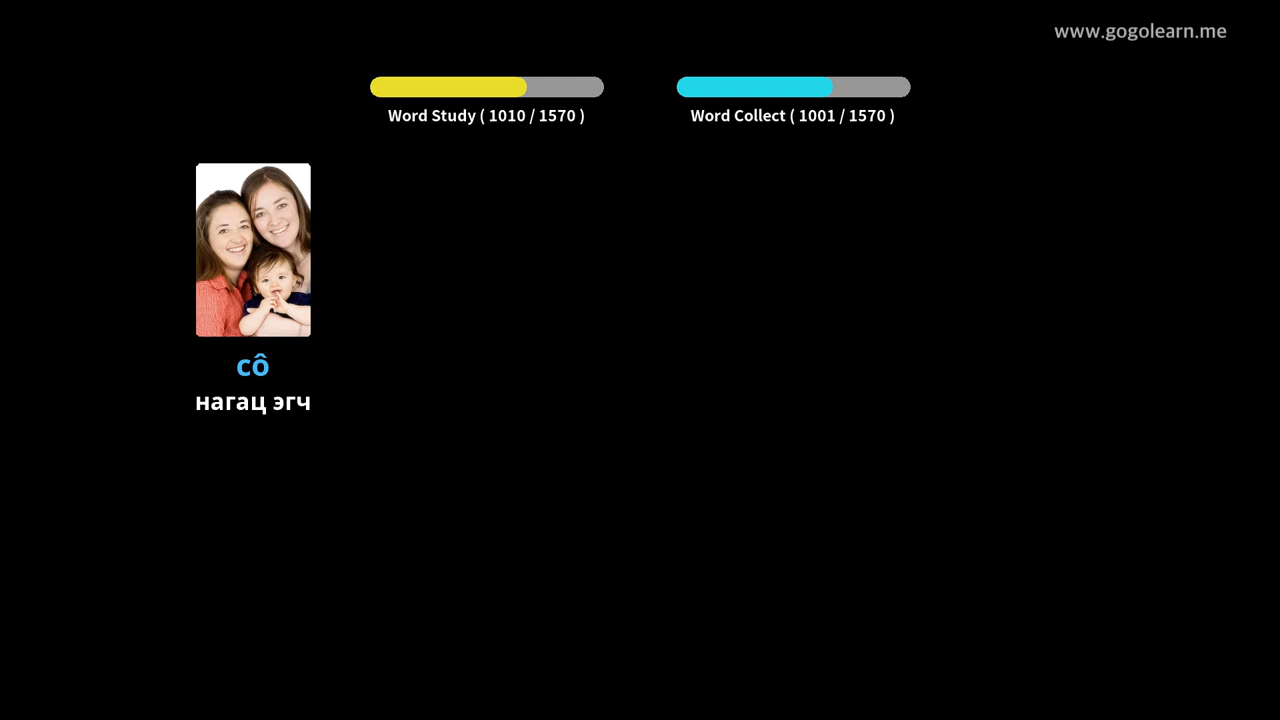 www.gogolearn.me
Word Study ( 1010 / 1570 )
Word Collect ( 1001 / 1570 )
cô
нагац эгч